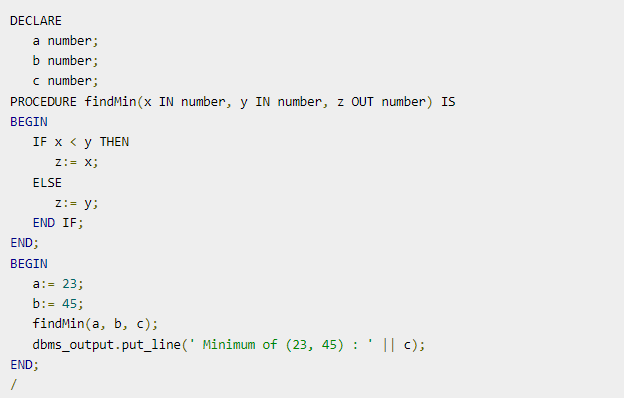 DECLARE
   a number;
   b number;
   c number;
PROCEDURE findMin(x IN number, y IN number, z OUT number) IS
BEGIN
   IF x < y THEN
      z:= x;
   ELSE
      z:= y;
   END IF;
END;
BEGIN
   a:= 23;
   b:= 45;
   findMin(a, b, c);
   dbms_output.put_line(' Minimum of (23, 45) : ' || c);
END;
/